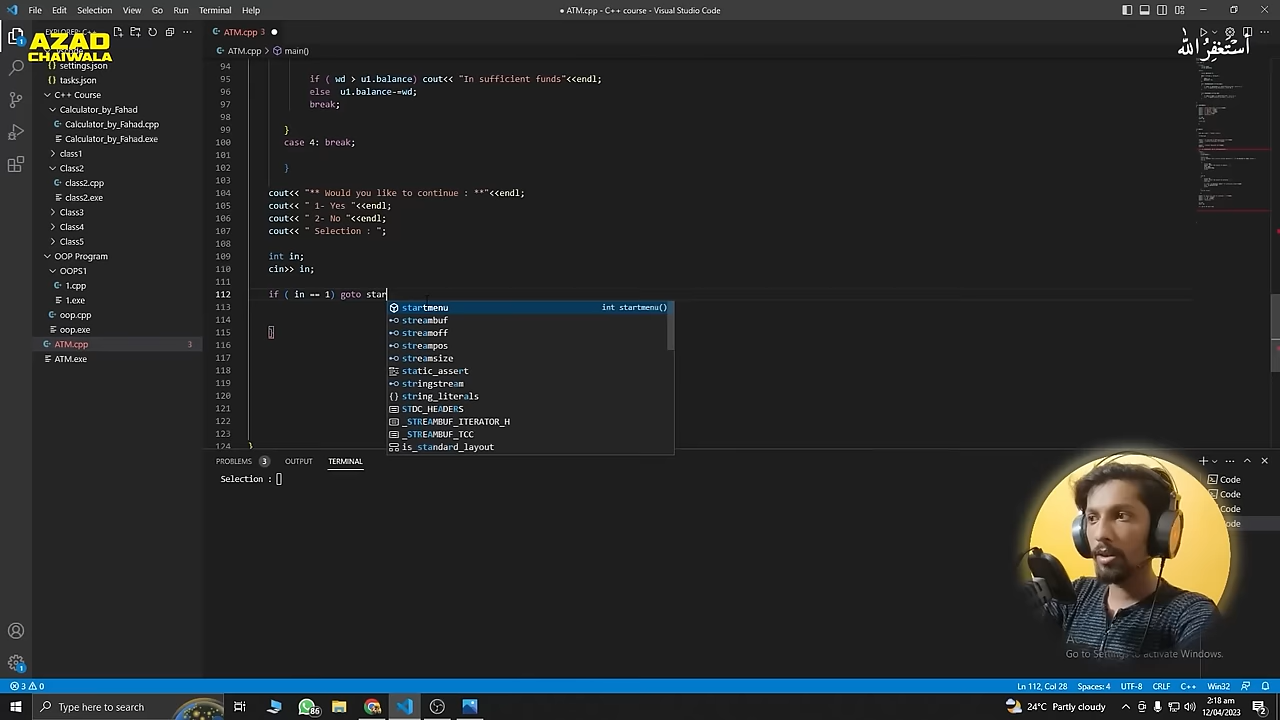 File Edit Selection View Go Run Terminal Help
● ATM.cpp - C++ course - Visual Studio Code
AZAD
CHAIWALA
EXPLORER: C++...
settings.json
tasks.json
C++ Course
Calculator_by_Fahad
Calculator_by_Fahad.cpp
Calculator_by_Fahad.exe
class1
Class2
class2.cpp
class2.exe
Class3
Class4
Class5
OOP Program
OOPS1
1.cpp
1.exe
oop.cpp
oop.exe
ATM.cpp 3
ATM.exe
ATM.cpp 3 ●
ATM.cpp > main()
أستغفر الله
94
95 if ( wd > u1.balance) cout<< "In sufficient funds"<<endl;
96 else u1.balance-=wd;
97 break;
98
99 }
100 case 4: break;
101
102 }
103
104 cout<< "** Would you like to continue : **"<<endl;
105 cout<< " 1- Yes "<<endl;
106 cout<< " 2- No "<<endl;
107 cout<< " Selection : ";
108
109 int in;
110 cin>> in;
111
112 if ( in == 1) goto star
113
114
115 }
116
117
118
119
120
121
122
123
124 }
startmenu int startmenu()
streambuf
streamoff
streampos
streamsize
static_assert
stringstream
string_literals
STDC_HEADERS
_STREAMBUF_ITERATOR_H
_STREAMBUF_TCC
is_standard_layout
PROBLEMS 3 OUTPUT TERMINAL
Selection :
Code
Code
Code
Code
Go to Settings to activate Windows.
3 0
Ln 112, Col 28 Spaces: 4 UTF-8 CRLF C++ Win32
Type here to search
86
24°C Partly cloudy
2:18 am
12/04/2023
2